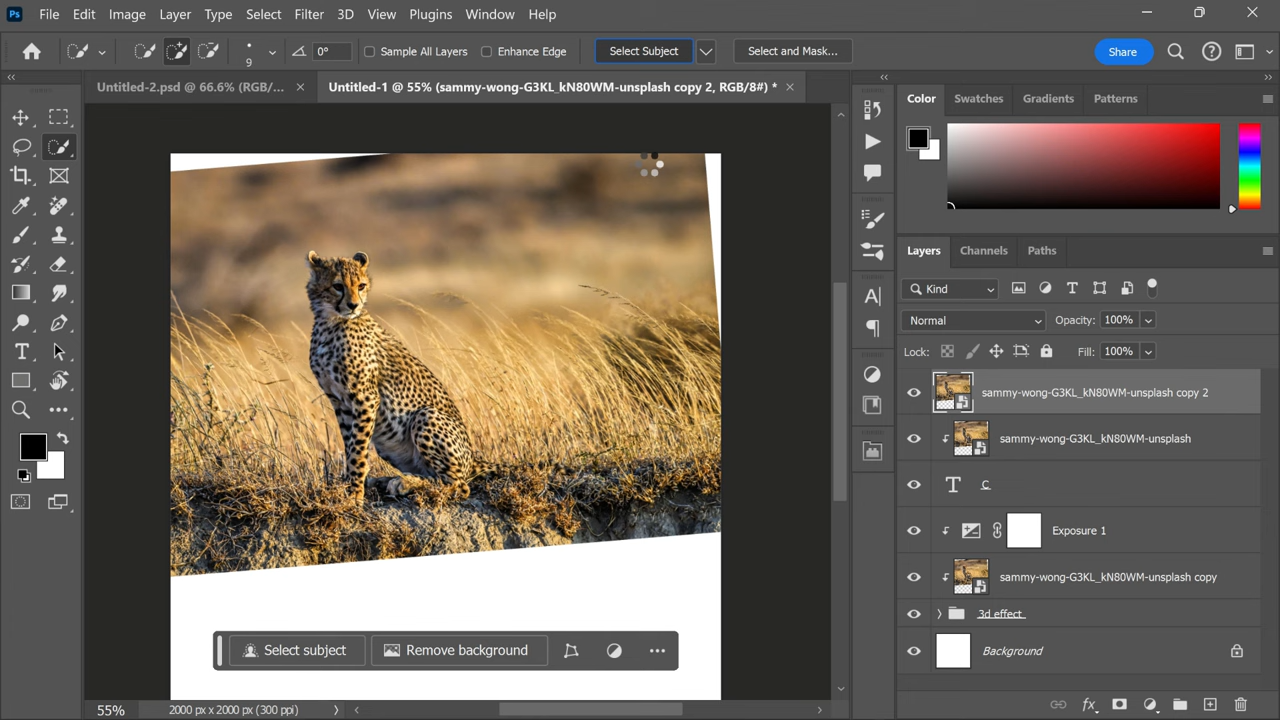 Ps File Edit Image Layer Type Select Filter 3D View Plugins Window Help
9 0° Sample All Layers Enhance Edge Select Subject Select and Mask... Share
Untitled-2.psd @ 66.6% (RGB/... Untitled-1 @ 55% (sammy-wong-G3KL_kN80WM-unsplash copy 2, RGB/8#) *
Color Swatches Gradients Patterns
Layers Channels Paths
Kind
Normal Opacity: 100%
Lock: Fill: 100%
sammy-wong-G3KL_kN80WM-unsplash copy 2
sammy-wong-G3KL_kN80WM-unsplash
T C
Exposure 1
sammy-wong-G3KL_kN80WM-unsplash copy
3d effect
Background
Select subject Remove background
55% 2000 px x 2000 px (300 ppi)
fx